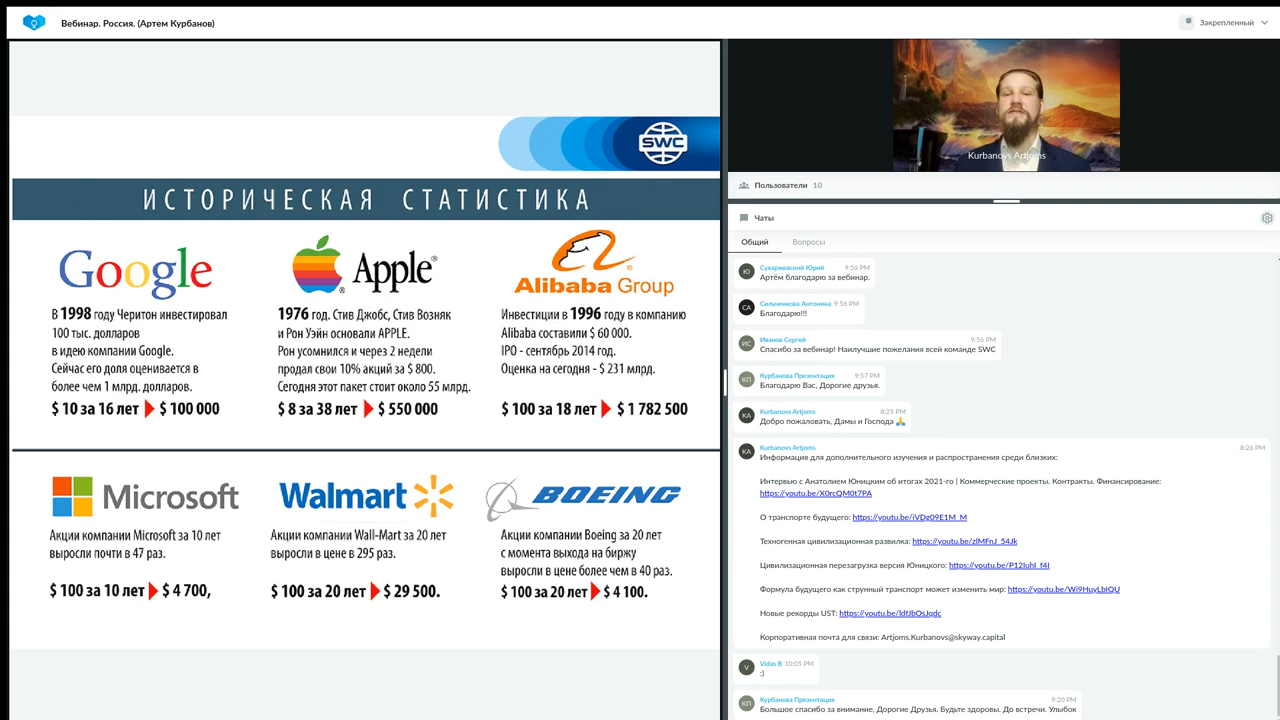 Вебинар. Россия. (Артем Курбанов)
Закрепленный
SWC
ИСТОРИЧЕСКАЯ СТАТИСТИКА
Google
В 1998 году Черитон инвестировал
100 тыс. долларов
в идею компании Google.
Сейчас его доля оценивается в
более чем 1 млрд. долларов.
$ 10 за 16 лет $ 100 000
Apple
1976 год. Стив Джобс, Стив Возняк
и Рон Уэйн основали APPLE.
Рон усомнился и через 2 недели
продал свои 10% акций за $ 800.
Сегодня этот пакет стоит около 55 млрд.
$ 8 за 38 лет $ 550 000
Alibaba Group
Инвестиции в 1996 году в компанию
Alibaba составили $ 60 000.
IPO - сентябрь 2014 год.
Оценка на сегодня - $ 231 млрд.
$ 100 за 18 лет $ 1 782 500
Microsoft
Акции компании Microsoft за 10 лет
выросли почти в 47 раз.
$ 100 за 10 лет $ 4 700,
Walmart
Акции компании Wall-Mart за 20 лет
выросли в цене в 295 раз.
$ 100 за 20 лет $ 29 500.
BOEING
Акции компании Boeing за 20 лет
с момента выхода на биржу
выросли в цене более чем в 40 раз.
$ 100 за 20 лет $ 4 100.
Kurbanovs Artjoms
Пользователи 10
Чаты
Общий Вопросы
Ю Сухаржевский Юрий 9:56 PM
Артём благодарю за вебинар.
СА Сильченкова Антонина 9:56 PM
Благодарю!!!
ИС Иванов Сергей 9:56 PM
Спасибо за вебинар! Наилучшие пожелания всей команде SWC
КП Курбанова Презентация 9:57 PM
Благодарю Вас, Дорогие друзья.
KA Kurbanovs Artjoms 8:25 PM
Добро пожаловать, Дамы и Господа 🙏
KA Kurbanovs Artjoms 8:26 PM
Информация для дополнительного изучения и распространения среди близких:
Интервью с Анатолием Юницким об итогах 2021-го | Коммерческие проекты. Контракты. Финансирование:
https://youtu.be/X0rcQM0t7PA
О транспорте будущего: https://youtu.be/iVDg09E1M_M
Техногенная цивилизационная развилка: https://youtu.be/zlMFnJ_54Jk
Цивилизационная перезагрузка версия Юницкого: https://youtu.be/P12IuhI_f4I
Формула будущего как струнный транспорт может изменить мир: https://youtu.be/Wi9HuyLbIQU
Новые рекорды UST: https://youtu.be/ldfJbOsJqdc
Корпоративная почта для связи: Artjoms.Kurbanovs@skyway.capital
V Vidas B 10:05 PM
:)
КП Курбанова Презентация 9:20 PM
Большое спасибо за внимание, Дорогие Друзья. Будьте здоровы. До встречи. Улыбок